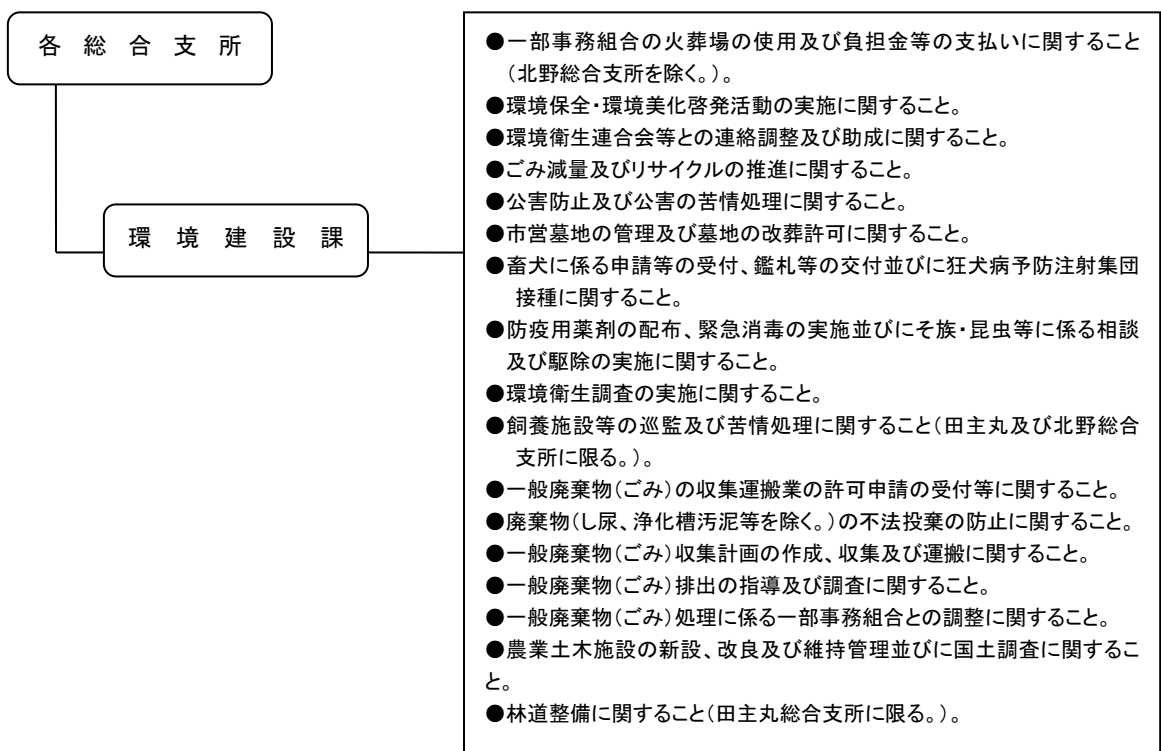 各総合支所
環境建設課
●一部事務組合の火葬場の使用及び負担金等の支払いに関すること
(北野総合支所を除く。)。
●環境保全・環境美化啓発活動の実施に関すること。
●環境衛生連合会等との連絡調整及び助成に関すること。
●ごみ減量及びリサイクルの推進に関すること。
●公害防止及び公害の苦情処理に関すること。
●市営墓地の管理及び墓地の改葬許可に関すること。
●畜犬に係る申請等の受付、鑑札等の交付並びに狂犬病予防注射集団
接種に関すること。
●防疫用薬剤の配布、緊急消毒の実施並びにそ族・昆虫等に係る相談
及び駆除の実施に関すること。
●環境衛生調査の実施に関すること。
●飼養施設等の巡監及び苦情処理に関すること(田主丸及び北野総合
支所に限る。)。
●一般廃棄物(ごみ)の収集運搬業の許可申請の受付等に関すること。
●廃棄物(し尿、浄化槽汚泥等を除く。)の不法投棄の防止に関すること。
●一般廃棄物(ごみ)収集計画の作成、収集及び運搬に関すること。
●一般廃棄物(ごみ)排出の指導及び調査に関すること。
●一般廃棄物(ごみ)処理に係る一部事務組合との調整に関すること。
●農業土木施設の新設、改良及び維持管理並びに国土調査に関するこ
と。
●林道整備に関すること(田主丸総合支所に限る。)。